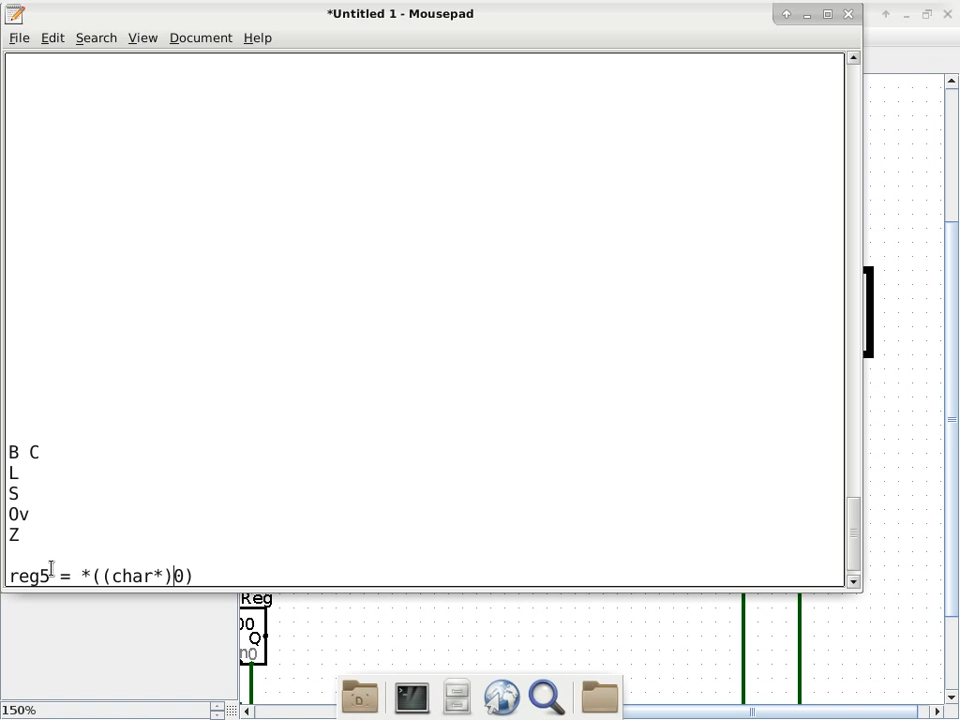 *Untitled 1 - Mousepad
File Edit Search View Document Help
B C
L
S
Ov
Z
reg5 = *((char*)0)
Reg
Q
150%